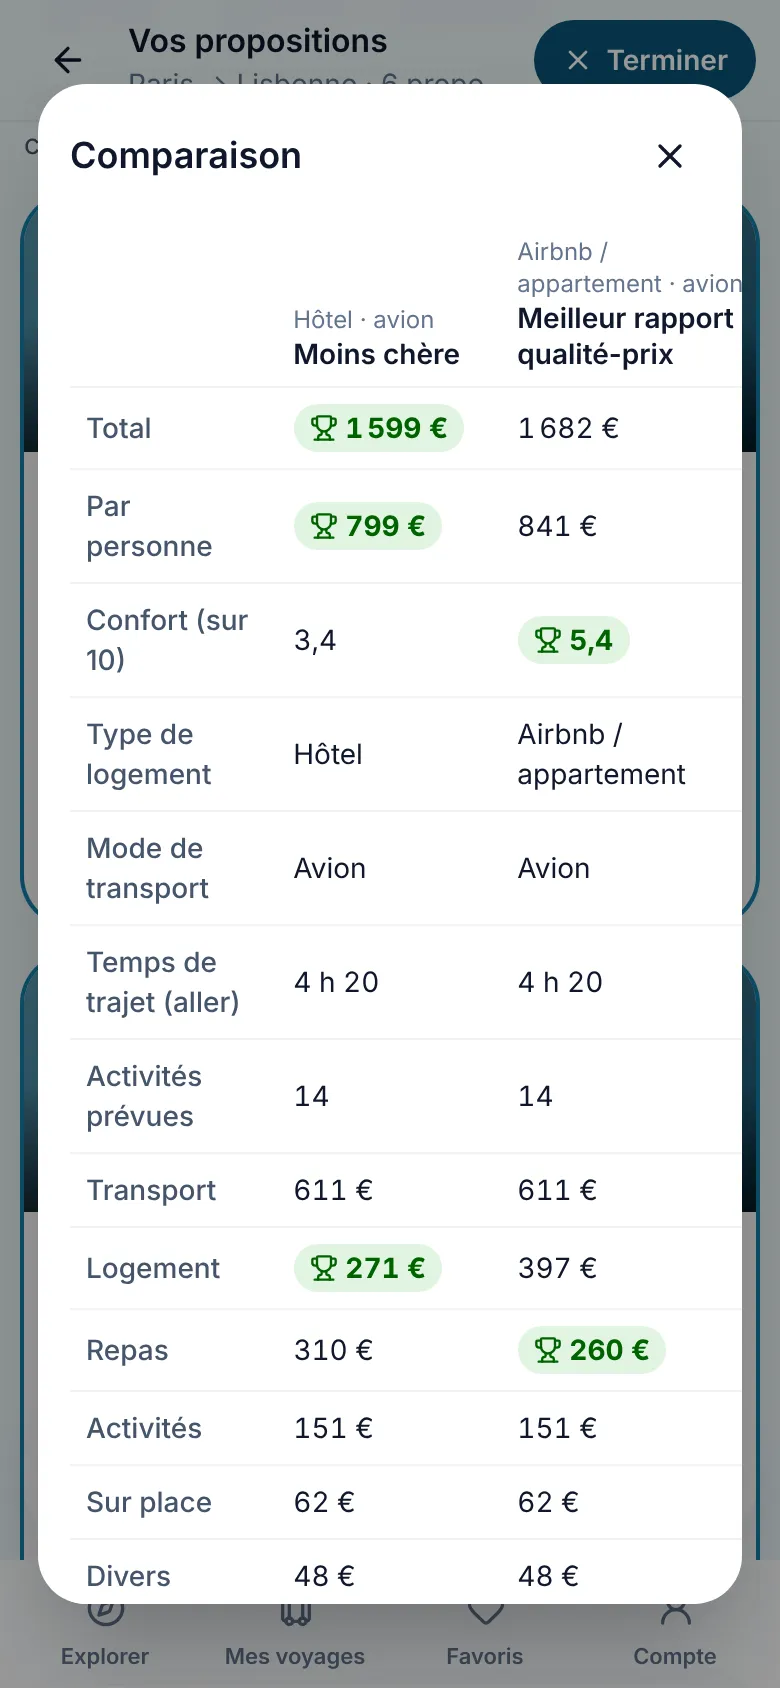 Vos propositions
Paris → Lisbonne · 6 propo
Terminer
Comparaison
Hôtel · avion
Moins chère
Airbnb /
appartement · avion
Meilleur rapport
qualité-prix
Total
1 599 €
1 682 €
Par
personne
799 €
841 €
Confort (sur
10)
3,4
5,4
Type de
logement
Hôtel
Airbnb /
appartement
Mode de
transport
Avion
Avion
Temps de
trajet (aller)
4 h 20
4 h 20
Activités
prévues
14
14
Transport
611 €
611 €
Logement
271 €
397 €
Repas
310 €
260 €
Activités
151 €
151 €
Sur place
62 €
62 €
Divers
48 €
48 €
Explorer
Mes voyages
Favoris
Compte